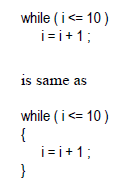 while ( i <= 10 )
i = i + 1 ;
is same as
while ( i <= 10 )
{
i = i + 1 ;
}